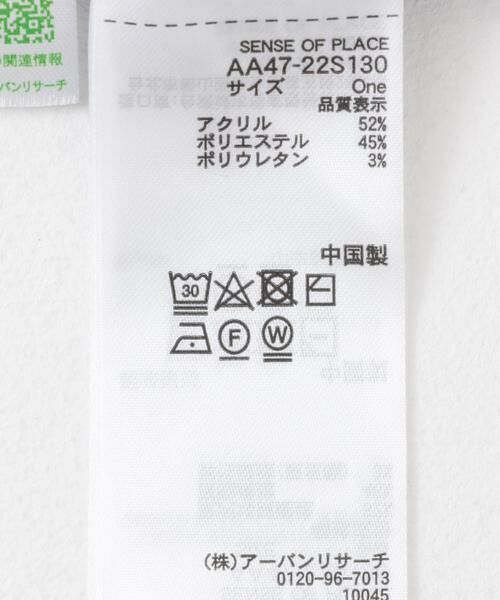 の関連情報
ーバンリサーチ
SENSE OF PLACE
AA47-22S130
サイズ One
品質表示
アクリル 52%
ポリエステル 45%
ポリウレタン 3%
中国製
30
F W
(株)アーバンリサーチ
0120-96-7013
10045